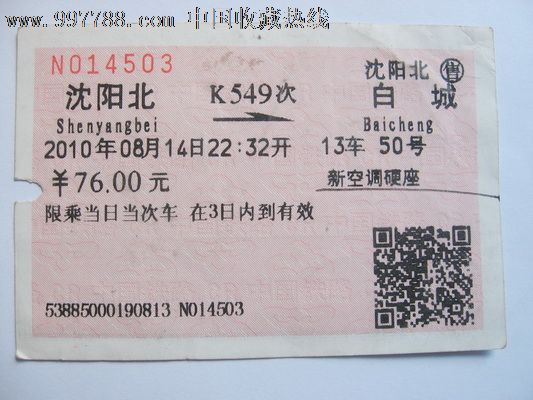 www.997788.com 中国收藏热线
N014503
沈阳北 售
沈阳北 K549次 白城
Shenyangbei Baicheng
2010年08月14日22:32开 13车 50号
￥76.00元 新空调硬座
限乘当日当次车 在3日内到有效
53885000190813 N014503